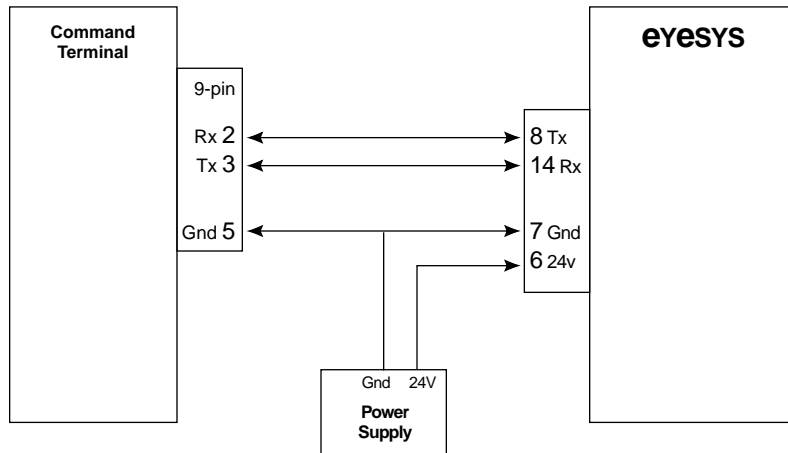 Command
Terminal
eYeSYS
9-pin
Rx 2
8 Tx
Tx 3
14 Rx
Gnd 5
7 Gnd
6 24v
Gnd 24V
Power
Supply